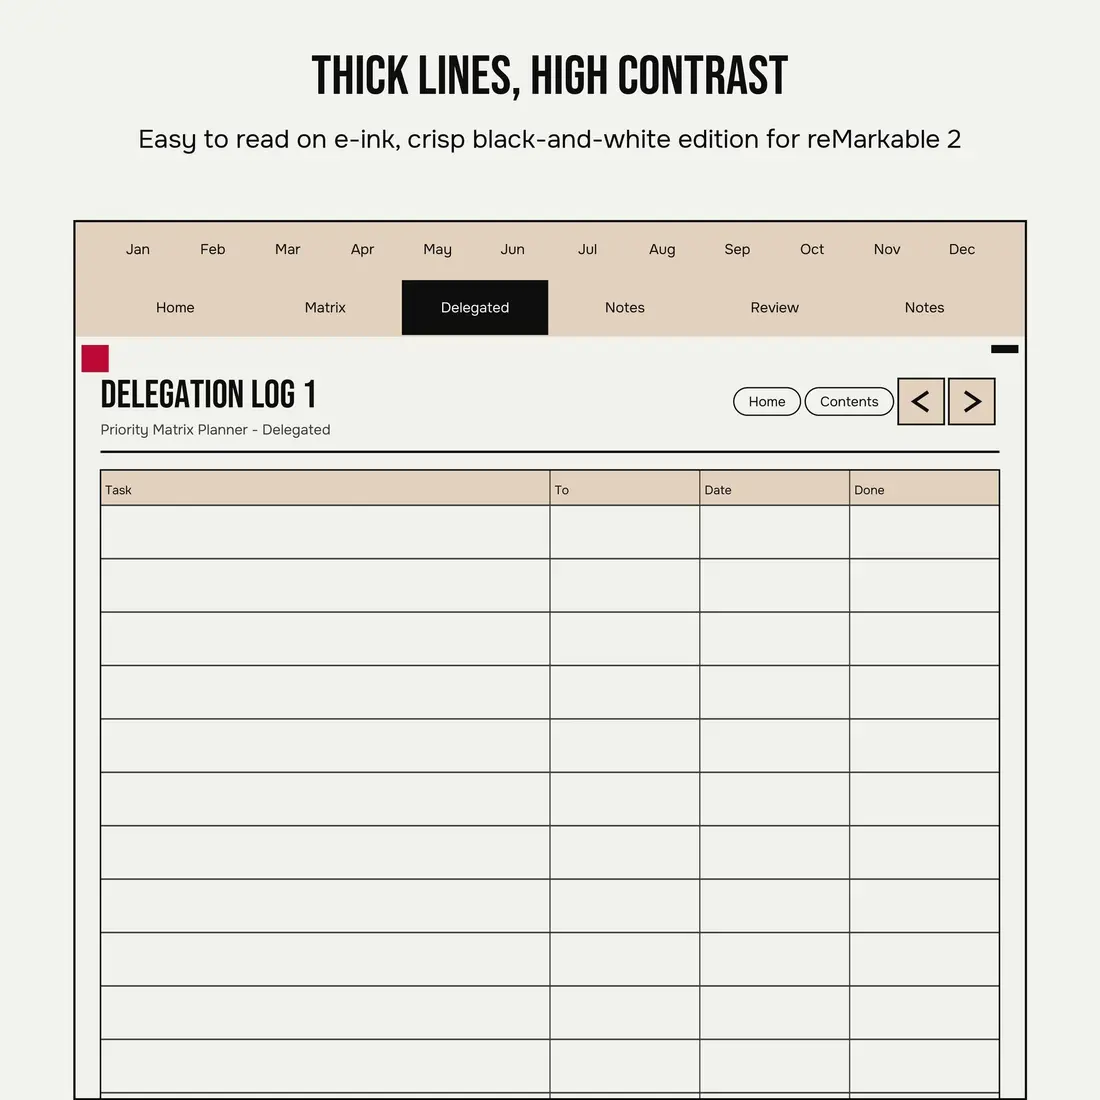 THICK LINES, HIGH CONTRAST
Easy to read on e-ink, crisp black-and-white edition for reMarkable 2
Jan Feb Mar Apr May Jun Jul Aug Sep Oct Nov Dec
Home Matrix Delegated Notes Review Notes
DELEGATION LOG 1
Home Contents < >
Priority Matrix Planner - Delegated
Task To Date Done